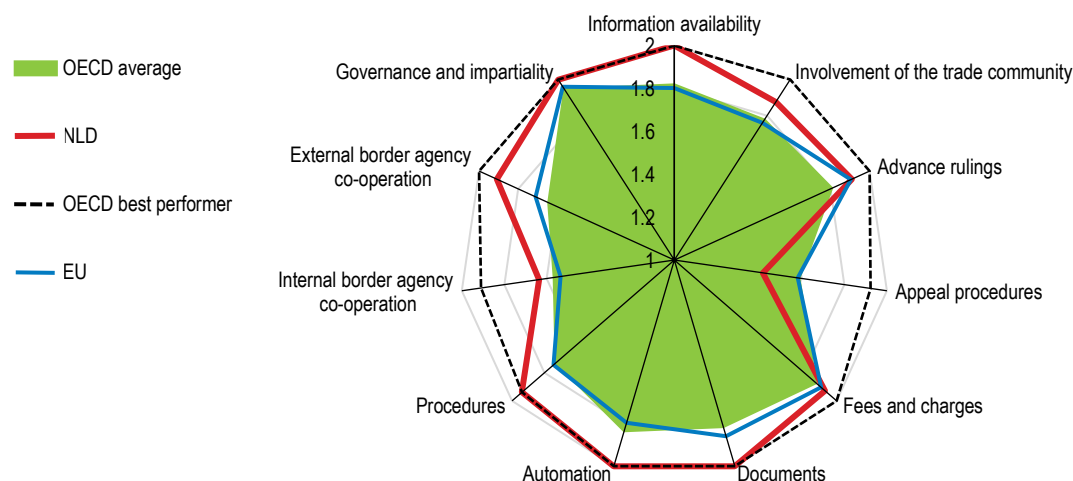 OECD average
NLD
OECD best performer
EU
Information availability
Involvement of the trade community
Advance rulings
Appeal procedures
Fees and charges
Documents
Automation
Procedures
Internal border agency
co-operation
External border agency
co-operation
Governance and impartiality
2
1.8
1.6
1.4
1.2
1